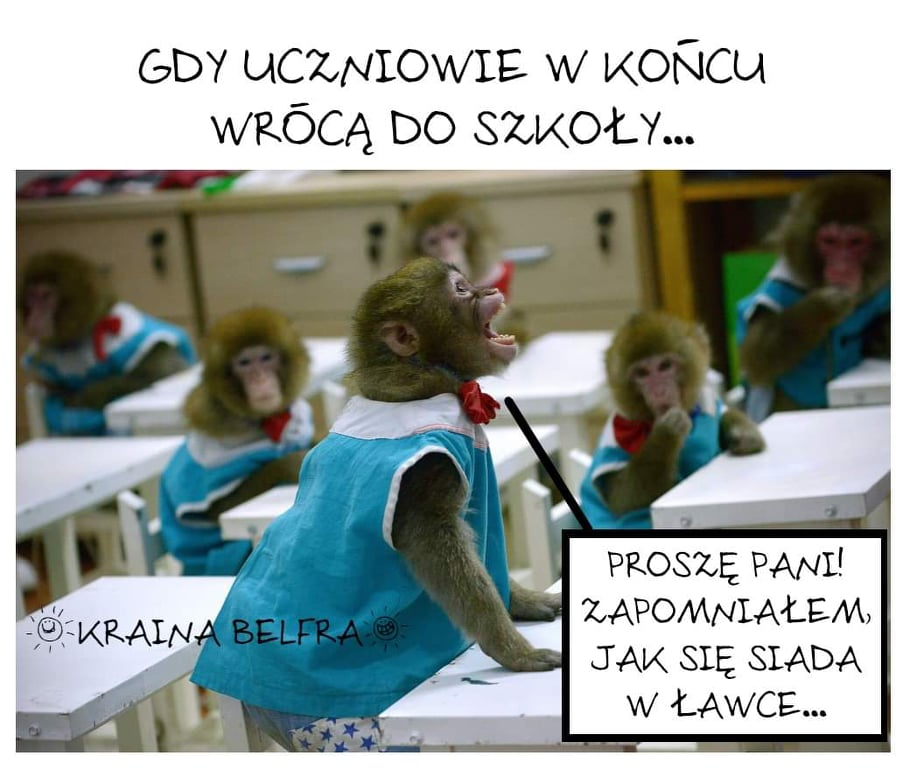 GDY UCZNIOWIE W KOŃCU
WRÓCĄ DO SZKOŁY...
PROSZĘ PANI!
ZAPOMNIAŁEM,
JAK SIĘ SIADA
W ŁAWCE...
KRAINA BELFRA